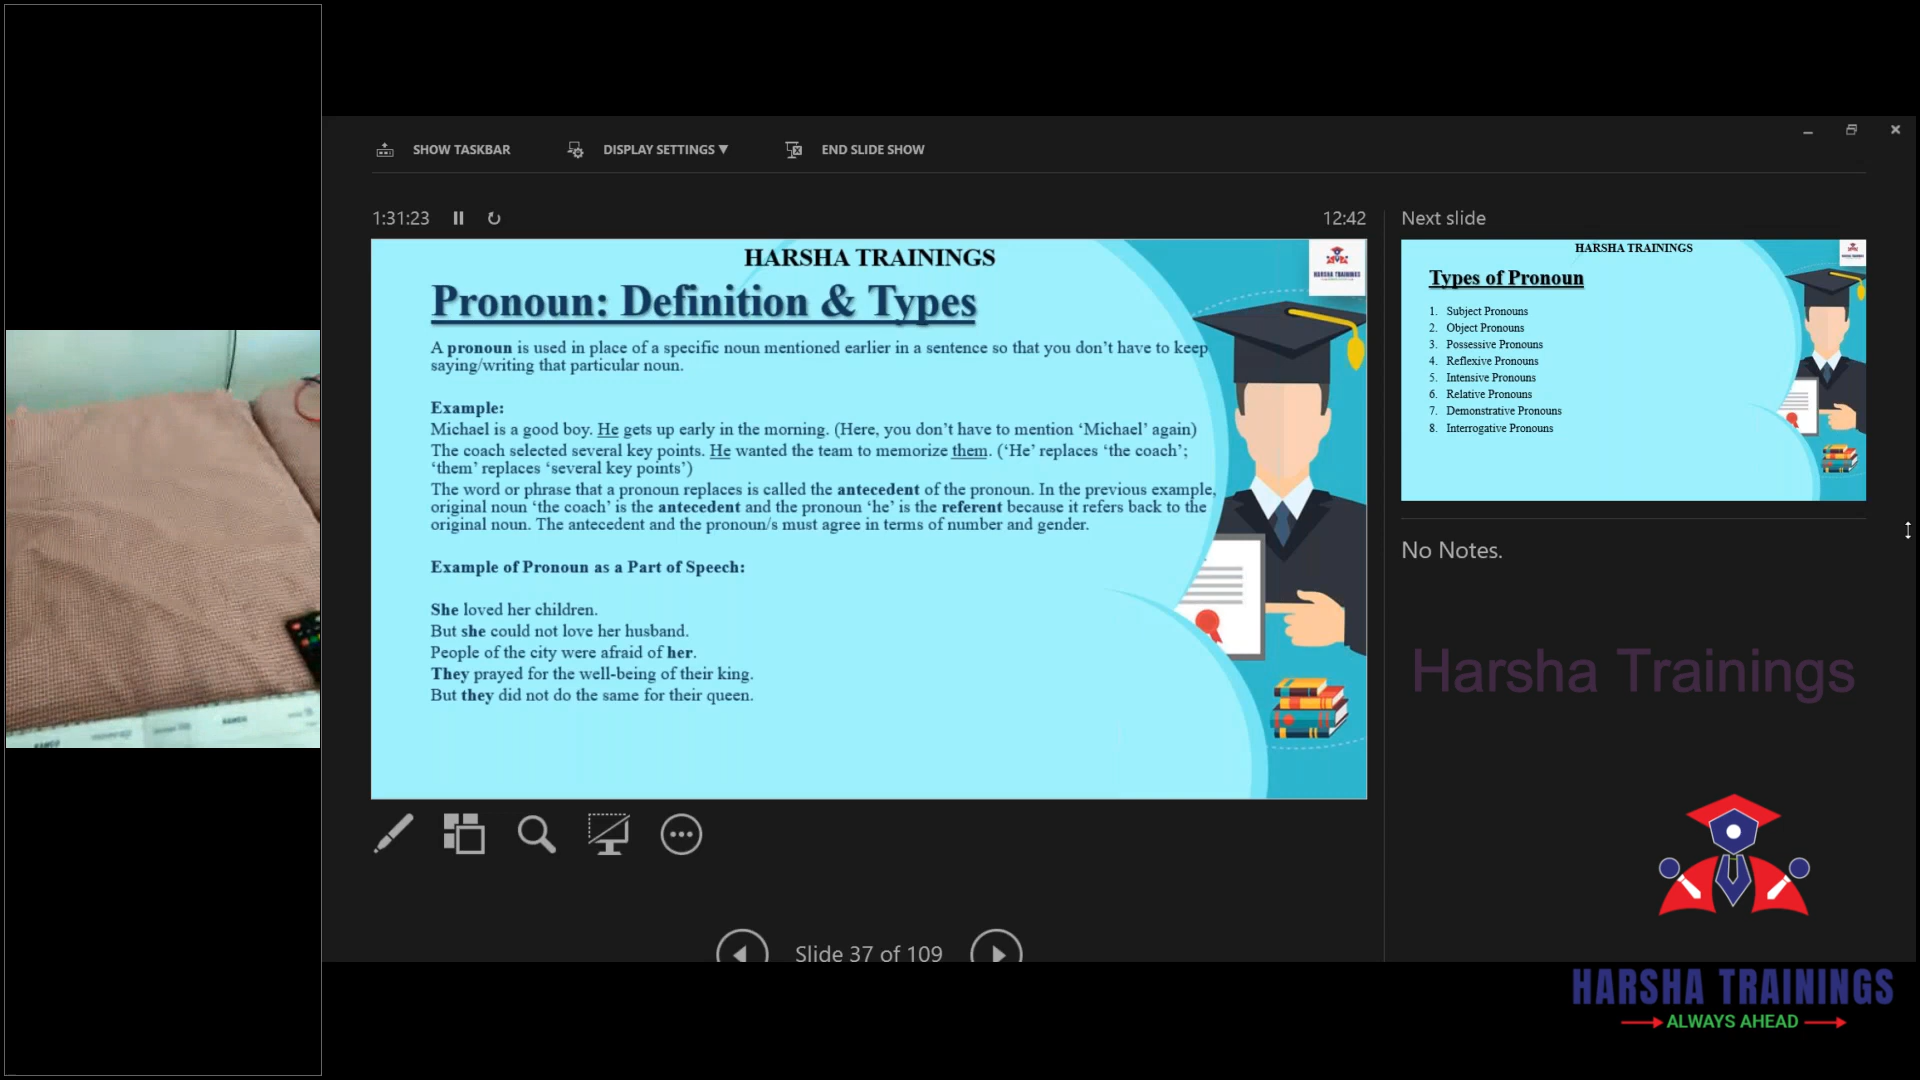 SHOW TASKBAR
DISPLAY SETTINGS ▼
END SLIDE SHOW
1:31:23
12:42
Next slide
HARSHA TRAININGS
HARSHA TRAININGS
Pronoun: Definition & Types
A pronoun is used in place of a specific noun mentioned earlier in a sentence so that you don’t have to keep
saying/writing that particular noun.
Example:
Michael is a good boy. He gets up early in the morning. (Here, you don’t have to mention ‘Michael’ again)
The coach selected several key points. He wanted the team to memorize them. (‘He’ replaces ‘the coach’;
‘them’ replaces ‘several key points’)
The word or phrase that a pronoun replaces is called the antecedent of the pronoun. In the previous example,
original noun ‘the coach’ is the antecedent and the pronoun ‘he’ is the referent because it refers back to the
original noun. The antecedent and the pronoun/s must agree in terms of number and gender.
Example of Pronoun as a Part of Speech:
She loved her children.
But she could not love her husband.
People of the city were afraid of her.
They prayed for the well-being of their king.
But they did not do the same for their queen.
Slide 37 of 109
HARSHA TRAININGS
Types of Pronoun
1. Subject Pronouns
2. Object Pronouns
3. Possessive Pronouns
4. Reflexive Pronouns
5. Intensive Pronouns
6. Relative Pronouns
7. Demonstrative Pronouns
8. Interrogative Pronouns
No Notes.
Harsha Trainings
HARSHA TRAININGS
ALWAYS AHEAD